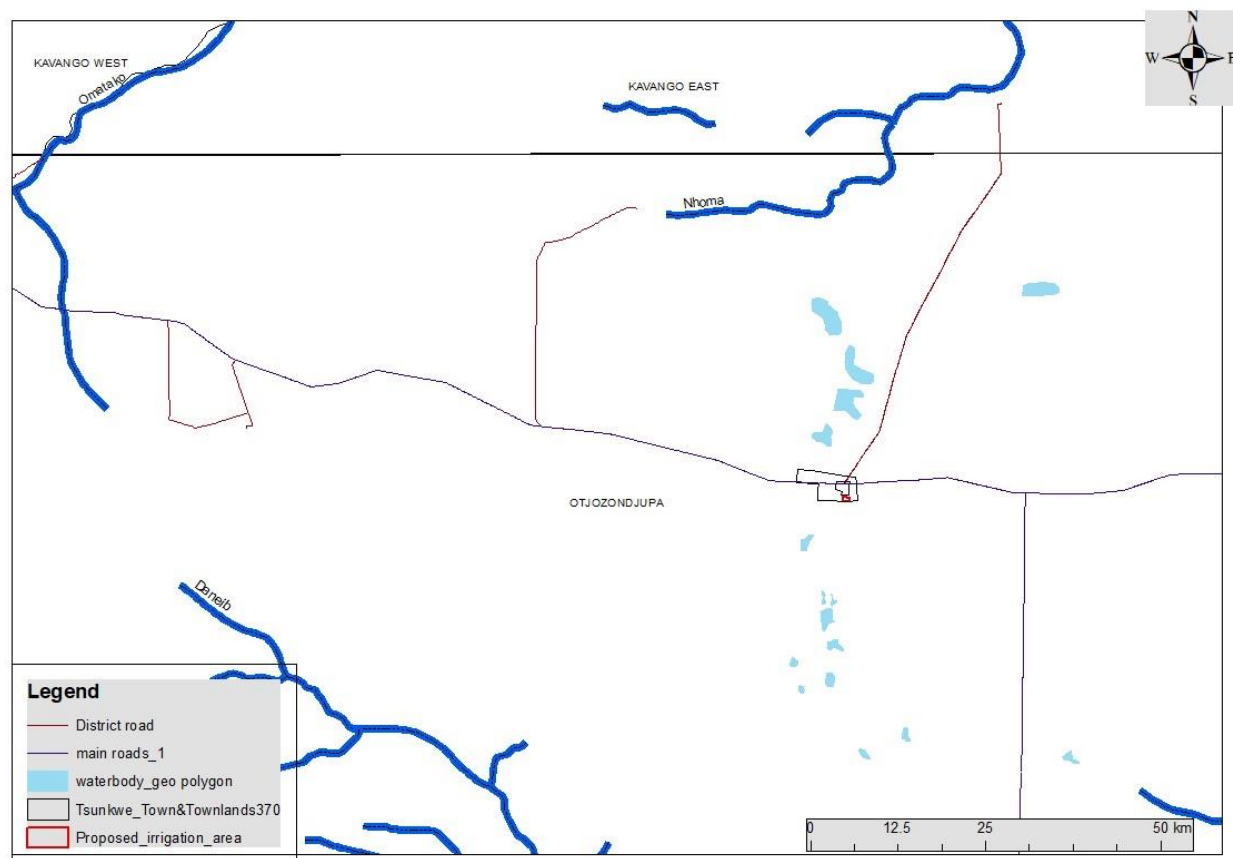 N
W E
S
KAVANGO WEST
Omatako
KAVANGO EAST
Nhoma
OTJOZONDJUPA
Daneib
Legend
District road
main roads_1
waterbody_geo polygon
Tsunkwe_Town&Townlands370
Proposed_irrigation_area
0 12.5 25 50 km